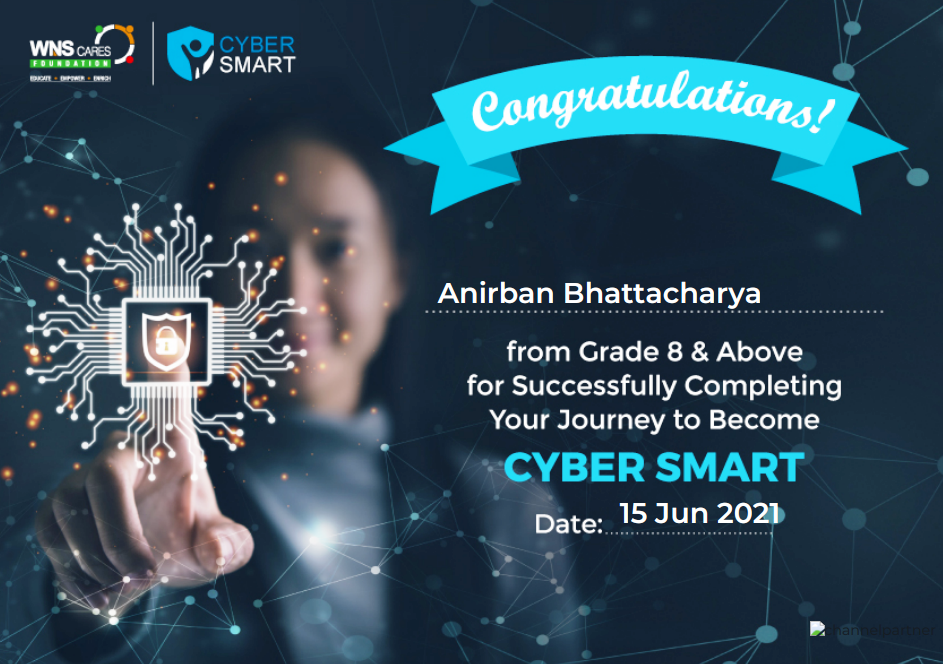 WNS CARES
FOUNDATION
EDUCATE • EMPOWER • ENRICH
CYBER
SMART
Congratulations!
Anirban Bhattacharya
from Grade 8 & Above
for Successfully Completing
Your Journey to Become
CYBER SMART
Date: 15 Jun 2021
channelpartner